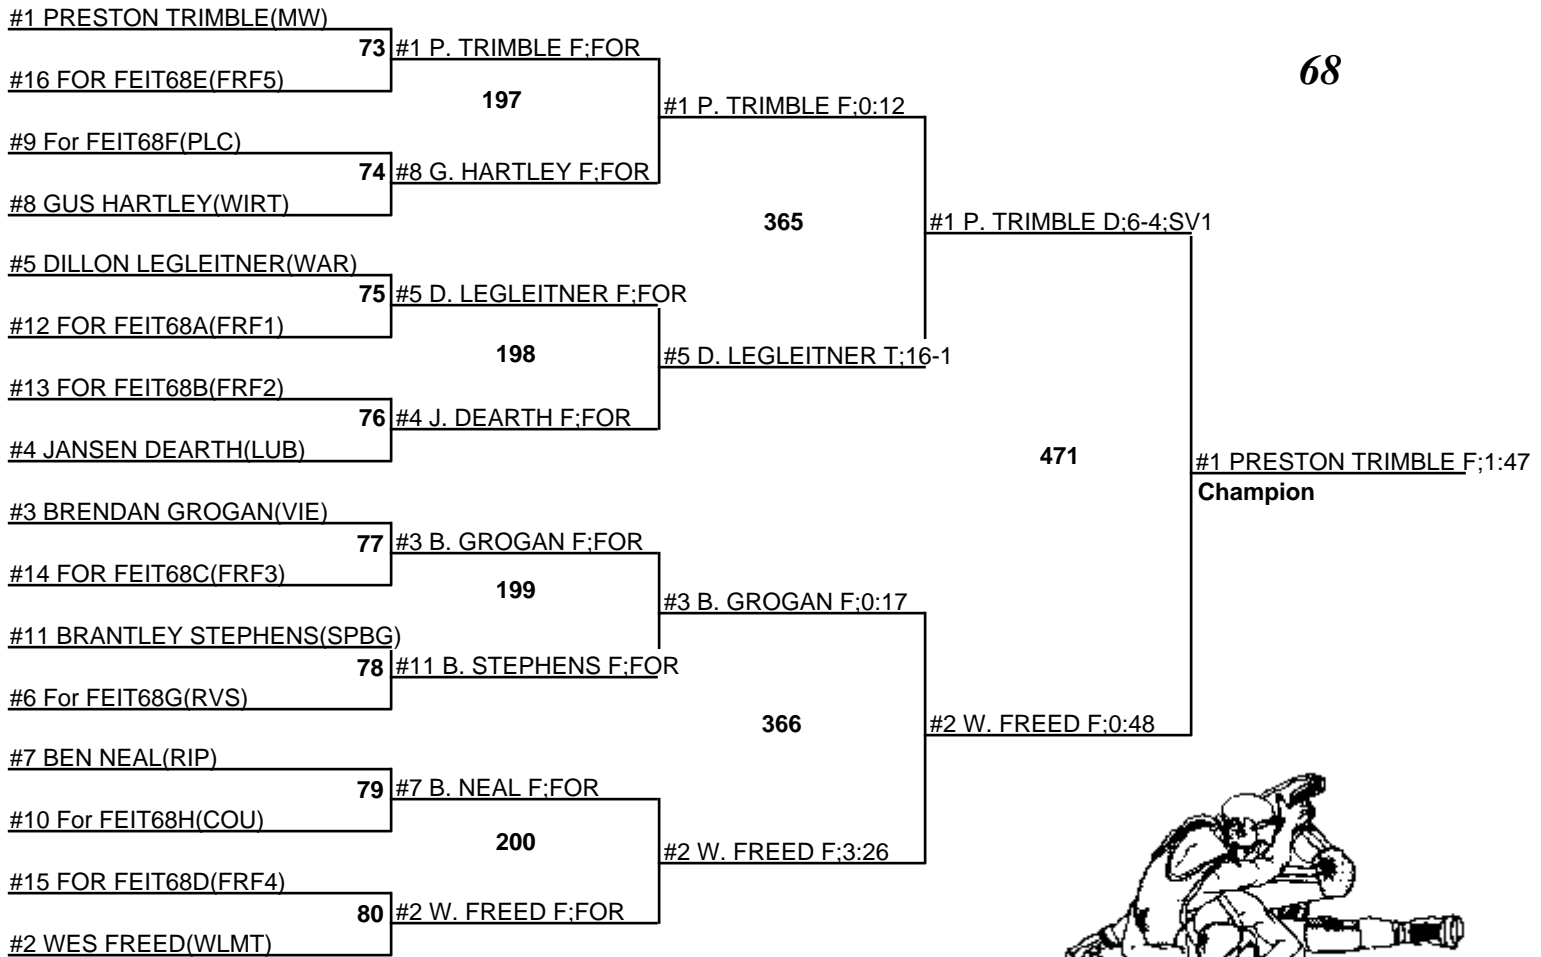 #1 PRESTON TRIMBLE(MW)
73 #1 P. TRIMBLE F;FOR
68
#16 FOR FEIT68E(FRF5)
197
#1 P. TRIMBLE F;0:12
#9 For FEIT68F(PLC)
74 #8 G. HARTLEY F;FOR
#8 GUS HARTLEY(WIRT)
365
#1 P. TRIMBLE D;6-4;SV1
#5 DILLON LEGLEITNER(WAR)
75 #5 D. LEGLEITNER F;FOR
#12 FOR FEIT68A(FRF1)
198
#5 D. LEGLEITNER T;16-1
#13 FOR FEIT68B(FRF2)
76 #4 J. DEARTH F;FOR
#4 JANSEN DEARTH(LUB)
471
#1 PRESTON TRIMBLE F;1:47
Champion
#3 BRENDAN GROGAN(VIE)
77 #3 B. GROGAN F;FOR
#14 FOR FEIT68C(FRF3)
199
#3 B. GROGAN F;0:17
#11 BRANTLEY STEPHENS(SPBG)
78 #11 B. STEPHENS F;FOR
#6 For FEIT68G(RVS)
366
#2 W. FREED F;0:48
#7 BEN NEAL(RIP)
79 #7 B. NEAL F;FOR
#10 For FEIT68H(COU)
200
#2 W. FREED F;3:26
#15 FOR FEIT68D(FRF4)
80 #2 W. FREED F;FOR
#2 WES FREED(WLMT)